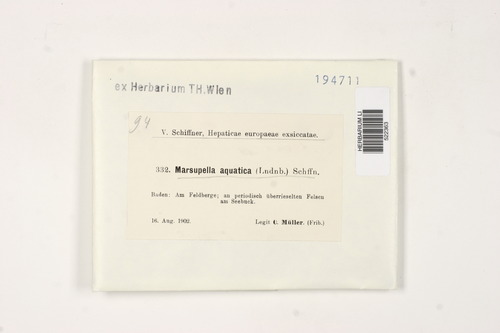 194711
ex Herbarium TH.Wien
94
V. Schiffner, Hepaticae europaeae exsiccatae.
332. Marsupella aquatica (Lndnb.) Schffn.
Baden: Am Feldberge; an periodisch überrieselten Felsen
am Seebuck.
16. Aug. 1902. Legit C. Müller. (Frib.)
HERBARIUM LI
522363